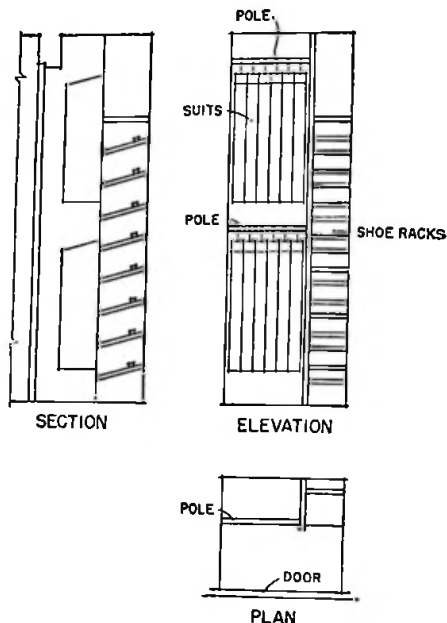 POLE
SUITS
POLE
SHOE RACKS
SECTION
ELEVATION
POLE
DOOR
PLAN